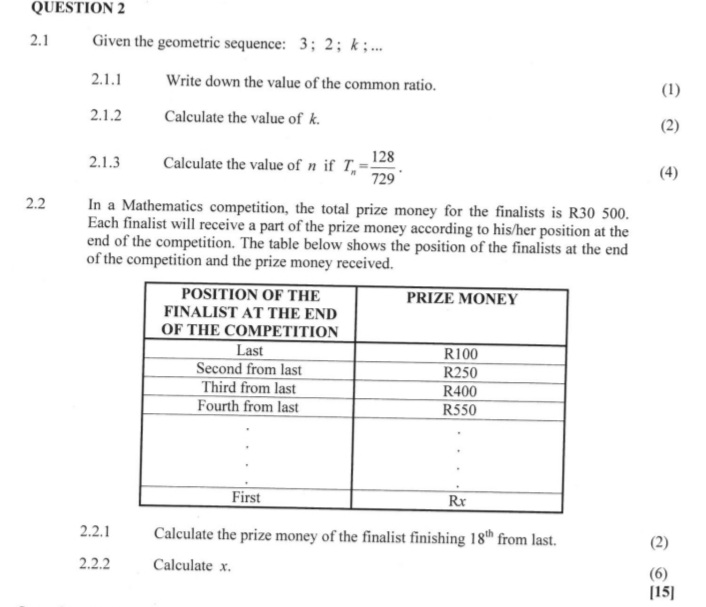 QUESTION 2
2.1 Given the geometric sequence: 3 ; 2 ; k ; ...
2.1.1 Write down the value of the common ratio. (1)
2.1.2 Calculate the value of k. (2)
2.1.3 Calculate the value of n if Tₙ = 128/729. (4)
2.2 In a Mathematics competition, the total prize money for the finalists is R30 500.
Each finalist will receive a part of the prize money according to his/her position at the
end of the competition. The table below shows the position of the finalists at the end
of the competition and the prize money received.
POSITION OF THE FINALIST AT THE END OF THE COMPETITION PRIZE MONEY
Last R100
Second from last R250
Third from last R400
Fourth from last R550
. .
. .
. .
. .
First Rx
2.2.1 Calculate the prize money of the finalist finishing 18th from last. (2)
2.2.2 Calculate x. (6)
[15]